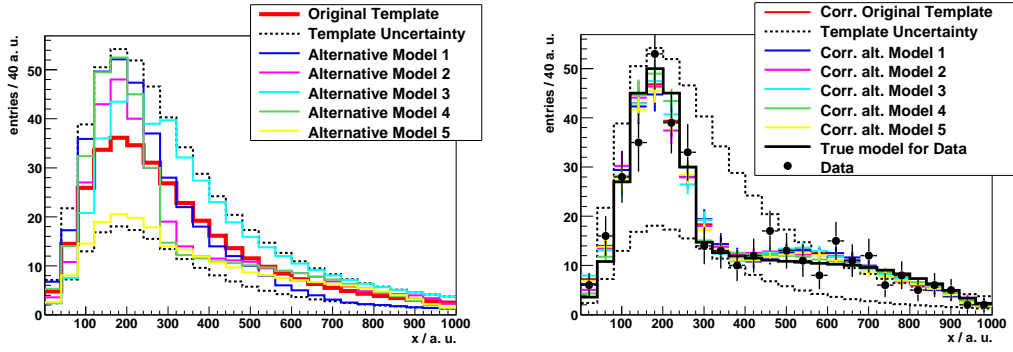 entries / 40 a. u.
50
40
30
20
10
0
100 200 300 400 500 600 700 800 900 1000
x / a. u.
Original Template
Template Uncertainty
Alternative Model 1
Alternative Model 2
Alternative Model 3
Alternative Model 4
Alternative Model 5
entries / 40 a. u.
50
40
30
20
10
0
100 200 300 400 500 600 700 800 900 1000
x / a. u.
Corr. Original Template
Template Uncertainty
Corr. alt. Model 1
Corr. alt. Model 2
Corr. alt. Model 3
Corr. alt. Model 4
Corr. alt. Model 5
True model for Data
Data